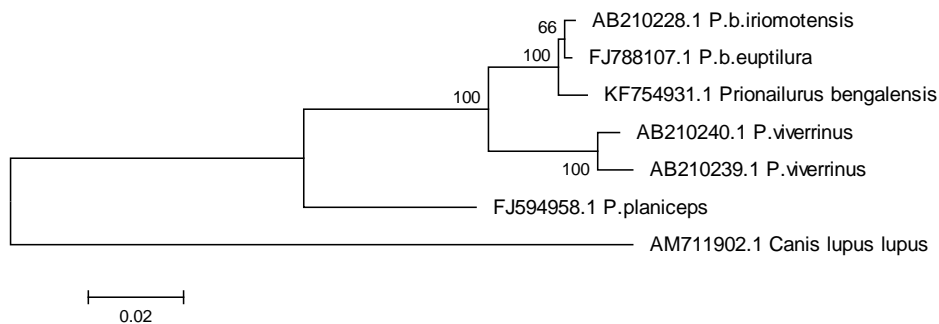 AB210228.1 P.b.iriomotensis
66
FJ788107.1 P.b.euptilura
100
KF754931.1 Prionailurus bengalensis
100
AB210240.1 P.viverrinus
AB210239.1 P.viverrinus
100
FJ594958.1 P.planiceps
AM711902.1 Canis lupus lupus
0.02